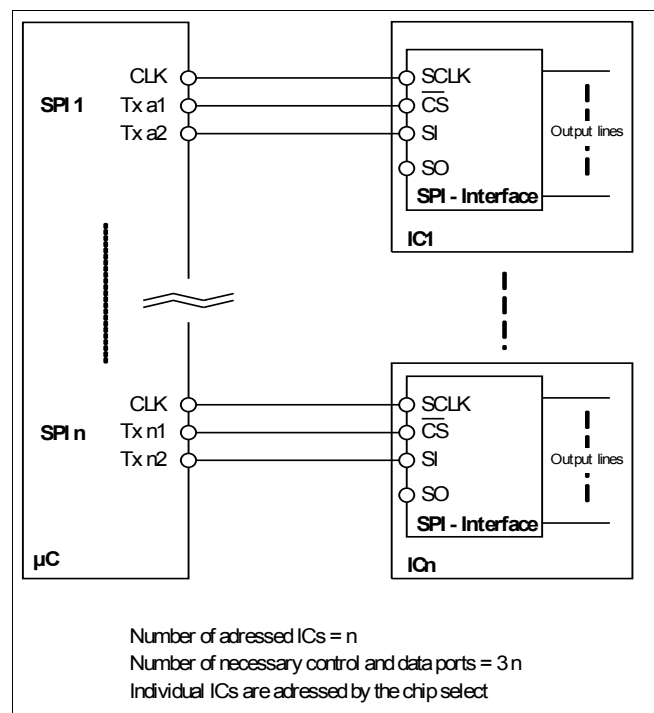 CLK
SPI 1
Tx a1
Tx a2
SCLK
CS
SI
SO
Output lines
SPI - Interface
IC1
CLK
SPI n
Tx n1
Tx n2
SCLK
CS
SI
SO
Output lines
SPI - Interface
ICn
µC
Number of adressed ICs = n
Number of necessary control and data ports = 3 n
Individual ICs are adressed by the chip select